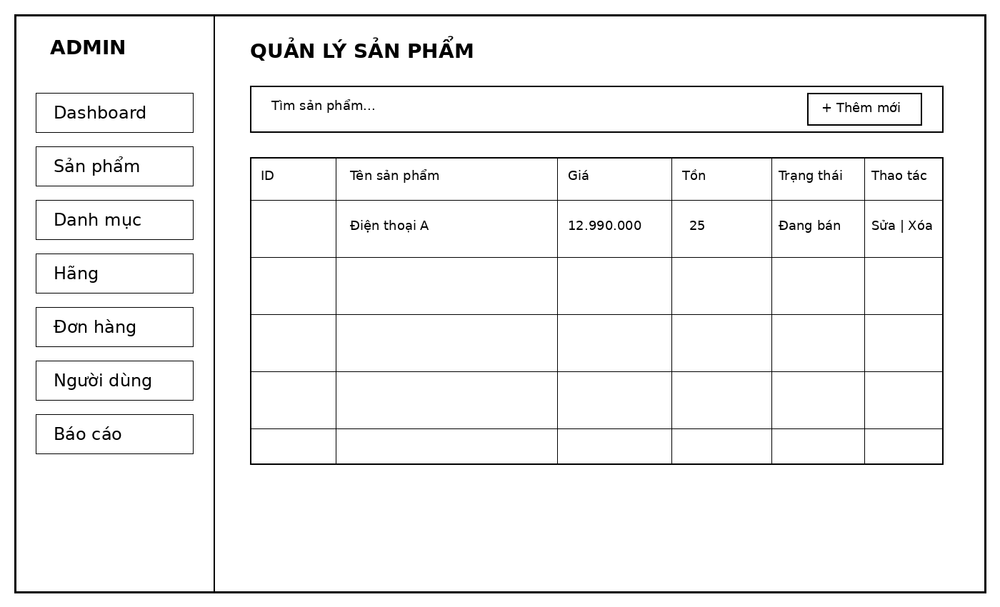 ADMIN
Dashboard
Sản phẩm
Danh mục
Hãng
Đơn hàng
Người dùng
Báo cáo
QUẢN LÝ SẢN PHẨM
Tìm sản phẩm...
+ Thêm mới
ID Tên sản phẩm Giá Tồn Trạng thái Thao tác
Điện thoại A 12.990.000 25 Đang bán Sửa | Xóa